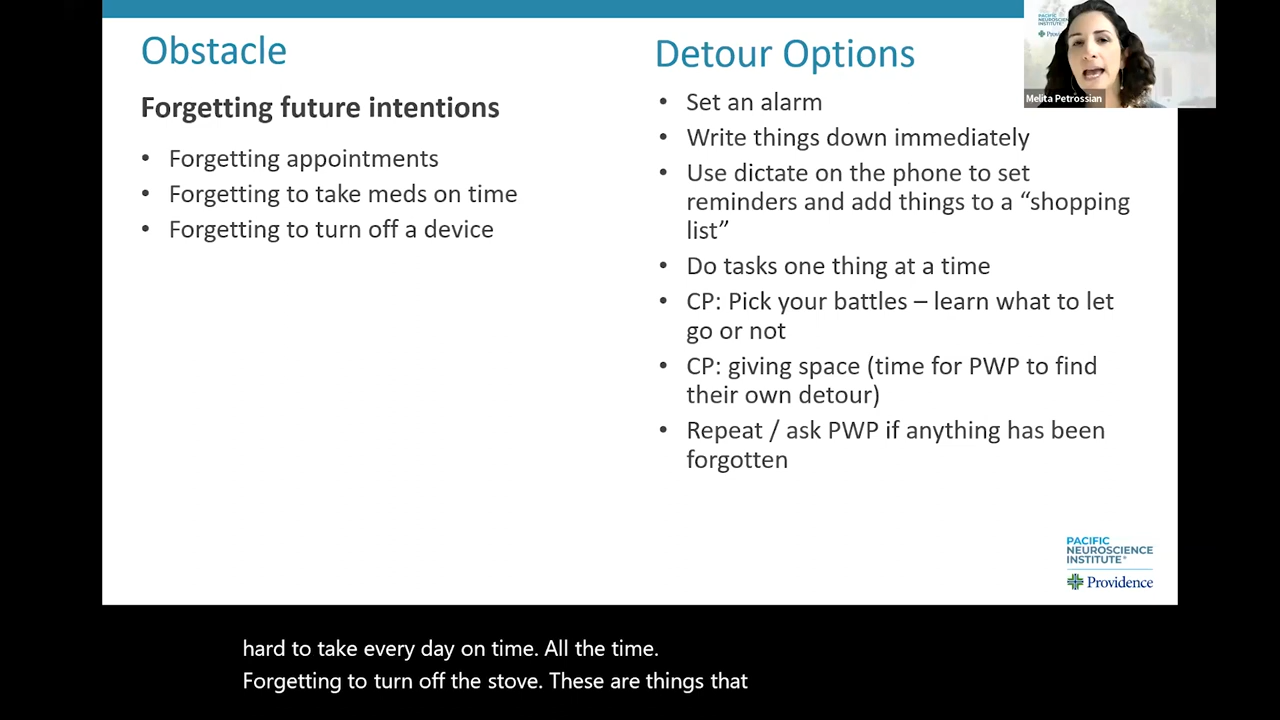 Obstacle
Forgetting future intentions
• Forgetting appointments
• Forgetting to take meds on time
• Forgetting to turn off a device
Detour Options
• Set an alarm
• Write things down immediately
• Use dictate on the phone to set
reminders and add things to a “shopping
list”
• Do tasks one thing at a time
• CP: Pick your battles – learn what to let
go or not
• CP: giving space (time for PWP to find
their own detour)
• Repeat / ask PWP if anything has been
forgotten
PACIFIC
Melita Petrossian
PACIFIC
NEUROSCIENCE
INSTITUTE®
Providence
hard to take every day on time. All the time.
Forgetting to turn off the stove. These are things that